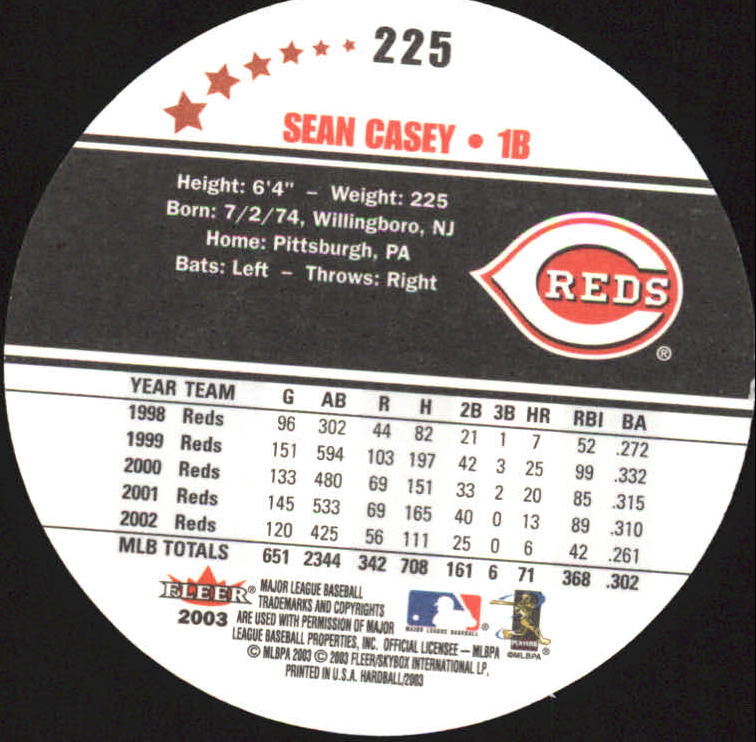 225
SEAN CASEY • 1B
Height: 6'4" – Weight: 225
Born: 7/2/74, Willingboro, NJ
Home: Pittsburgh, PA
Bats: Left – Throws: Right
REDS
®
YEAR TEAM G AB R H 2B 3B HR RBI BA
1998 Reds 96 302 44 82 21 1 7 52 .272
1999 Reds 151 594 103 197 42 3 25 99 .332
2000 Reds 133 480 69 151 33 2 20 85 .315
2001 Reds 145 533 69 165 40 0 13 89 .310
2002 Reds 120 425 56 111 25 0 6 42 .261
MLB TOTALS 651 2344 342 708 161 6 71 368 .302
FLEER®
2003
MAJOR LEAGUE BASEBALL
TRADEMARKS AND COPYRIGHTS
ARE USED WITH PERMISSION OF MAJOR
LEAGUE BASEBALL PROPERTIES, INC. OFFICIAL LICENSEE – MLBPA
© MLBPA 2003 © 2003 FLEER/SKYBOX INTERNATIONAL LP.
PRINTED IN U.S.A. HARDBALL/2003
MAJOR LEAGUE BASEBALL ®
PLAYERS ®
©MLBPA